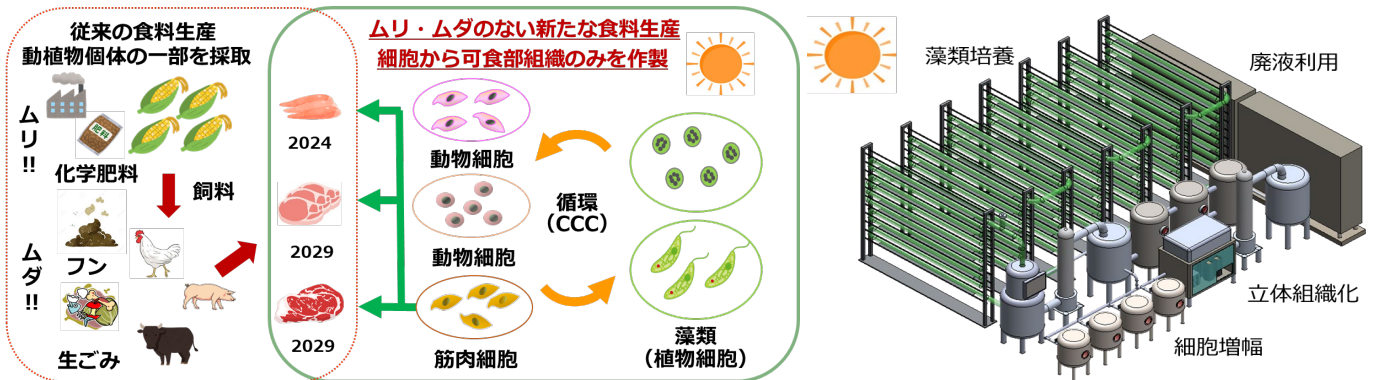 従来の食料生産
動植物個体の一部を採取
ムリ!!
肥料
化学肥料
飼料
ムダ!!
フン
生ごみ
ムリ・ムダのない新たな食料生産
細胞から可食部組織のみを作製
2024
2029
2029
動物細胞
動物細胞
筋肉細胞
循環
（CCC）
藻類
（植物細胞）
藻類培養
廃液利用
立体組織化
細胞増幅